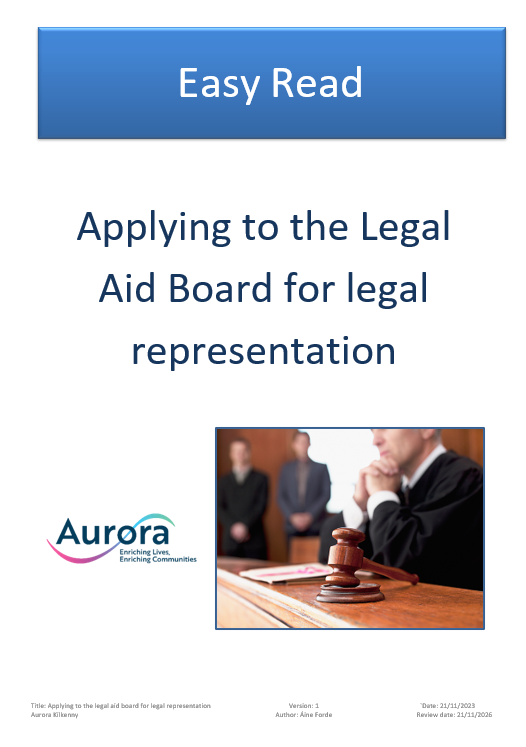 Easy Read
Applying to the Legal
Aid Board for legal
representation
Aurora
Enriching Lives,
Enriching Communities
Title: Applying to the legal aid board for legal representation
Aurora Kilkenny
Version: 1
Author: Áine Forde
`Date: 21/11/2023
Review date: 21/11/2026